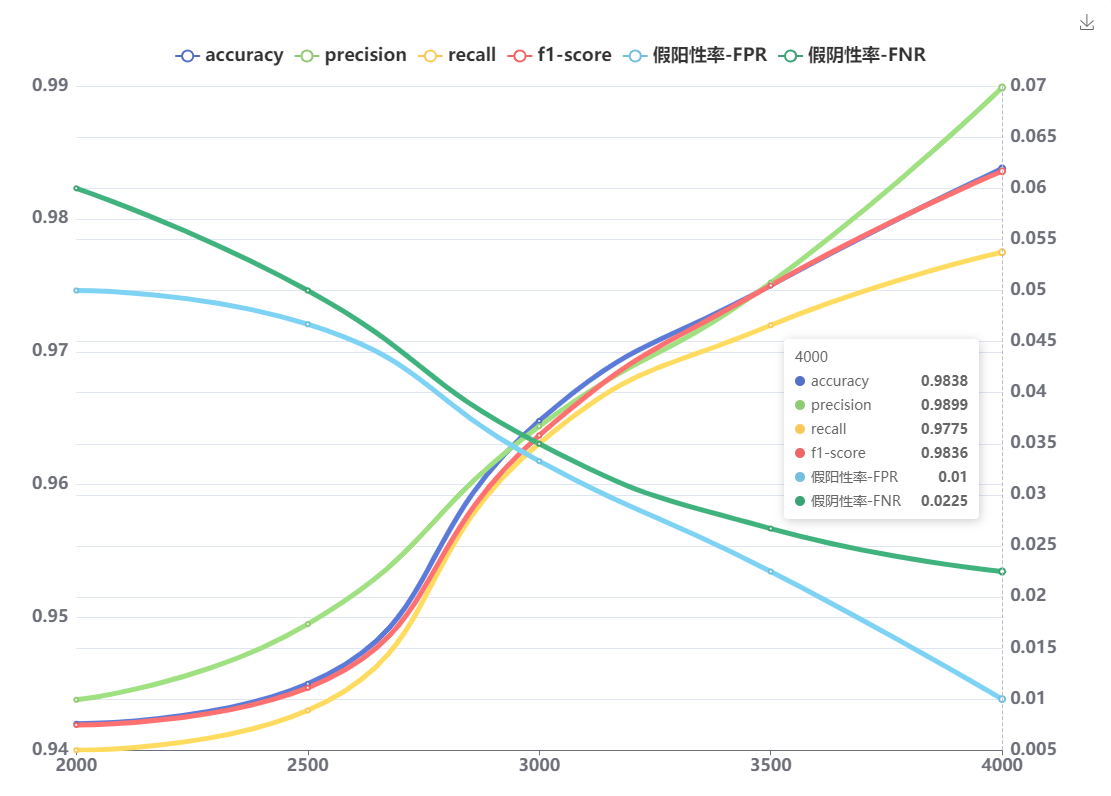 accuracy precision recall f1-score 假阳性率-FPR 假阴性率-FNR
0.99 0.07
0.065
0.98 0.06
0.055
0.05
0.97 0.045
4000
accuracy 0.9838
0.04
precision 0.9899
recall 0.9775
0.035
f1-score 0.9836
假阳性率-FPR 0.01
0.96 0.03
假阴性率-FNR 0.0225
0.025
0.95 0.02
0.015
0.01
0.94 0.005
2000 2500 3000 3500 4000